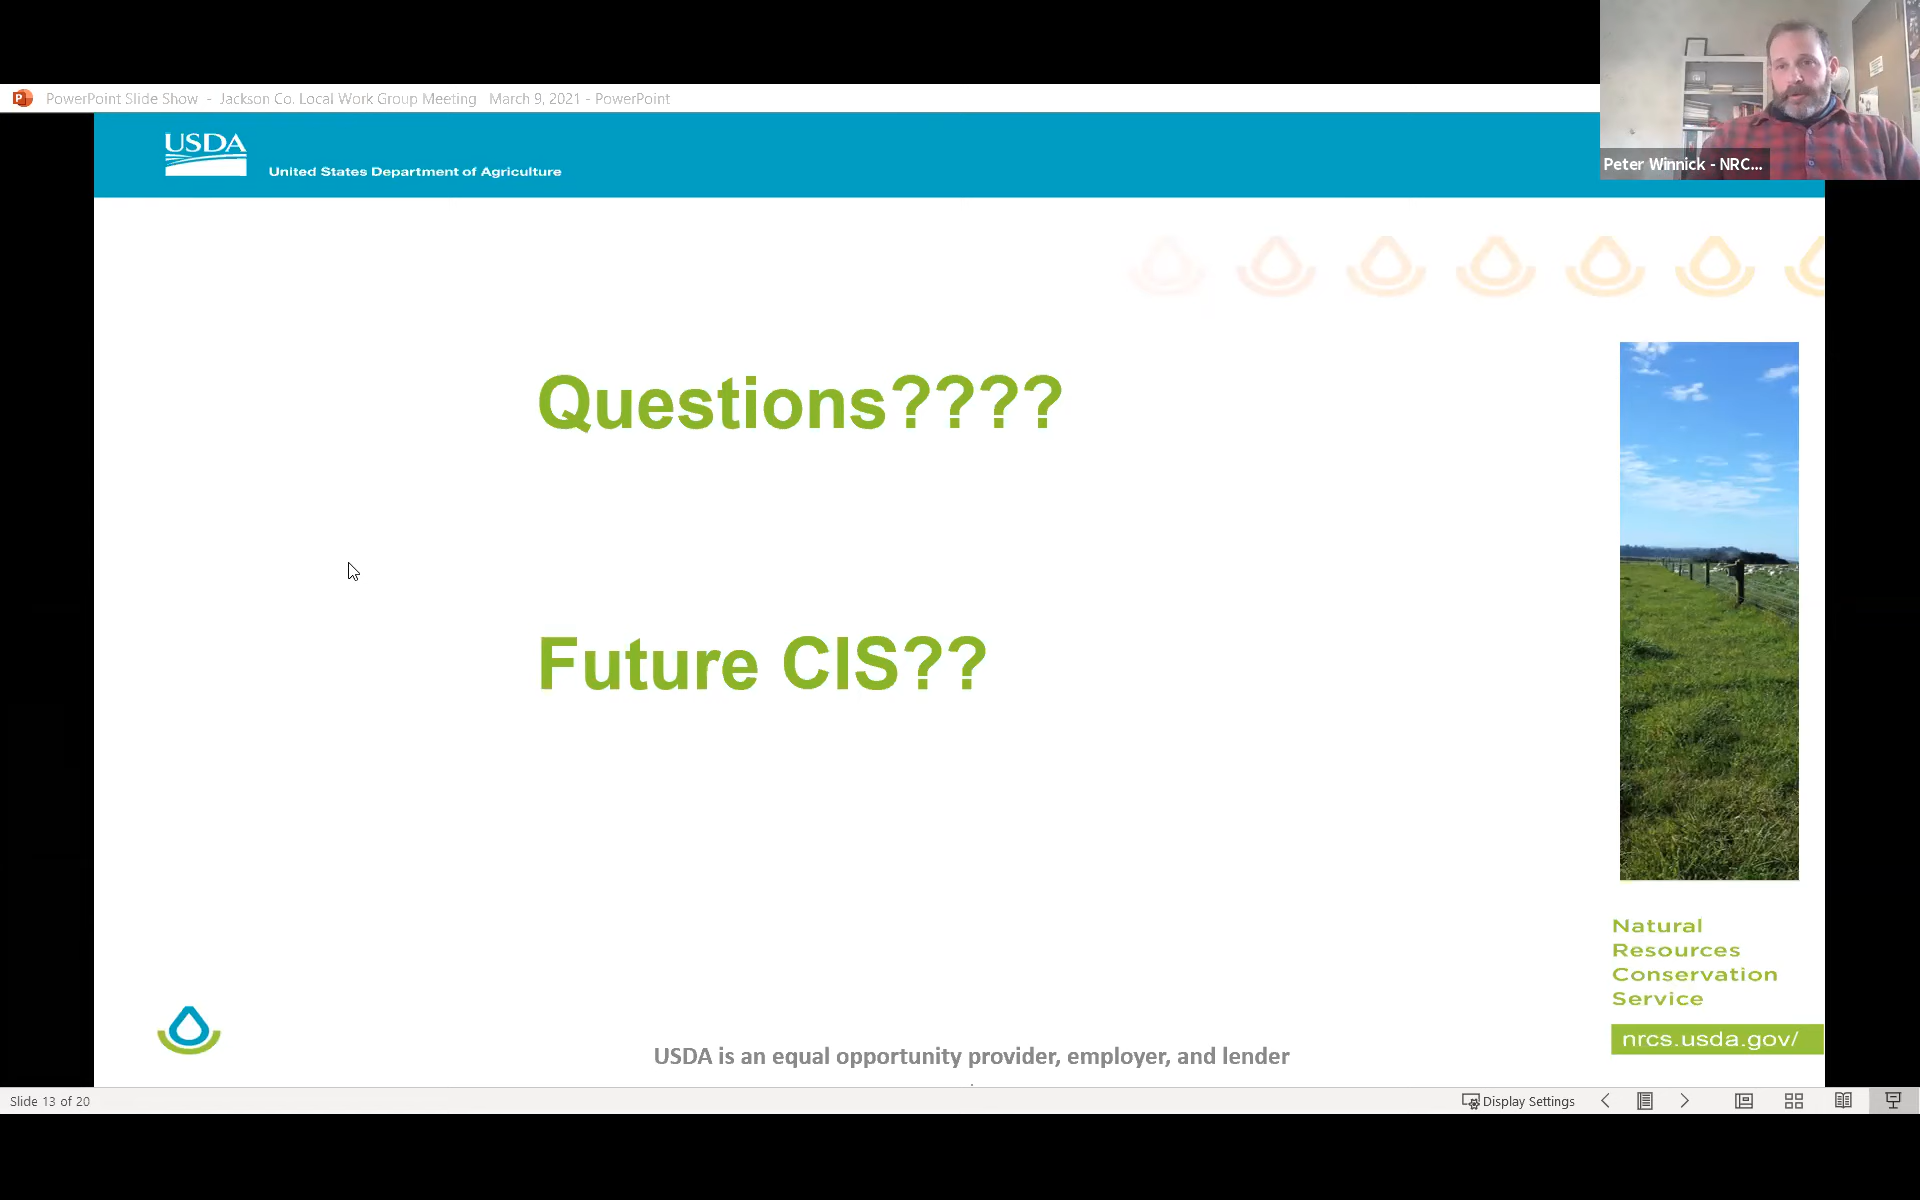 PowerPoint Slide Show - Jackson Co. Local Work Group Meeting March 9, 2021 - PowerPoint
Peter Winnick - NRC...
USDA
United States Department of Agriculture
Questions????
Future CIS??
Natural
Resources
Conservation
Service
nrcs.usda.gov/
USDA is an equal opportunity provider, employer, and lender
.
Slide 13 of 20
Display Settings